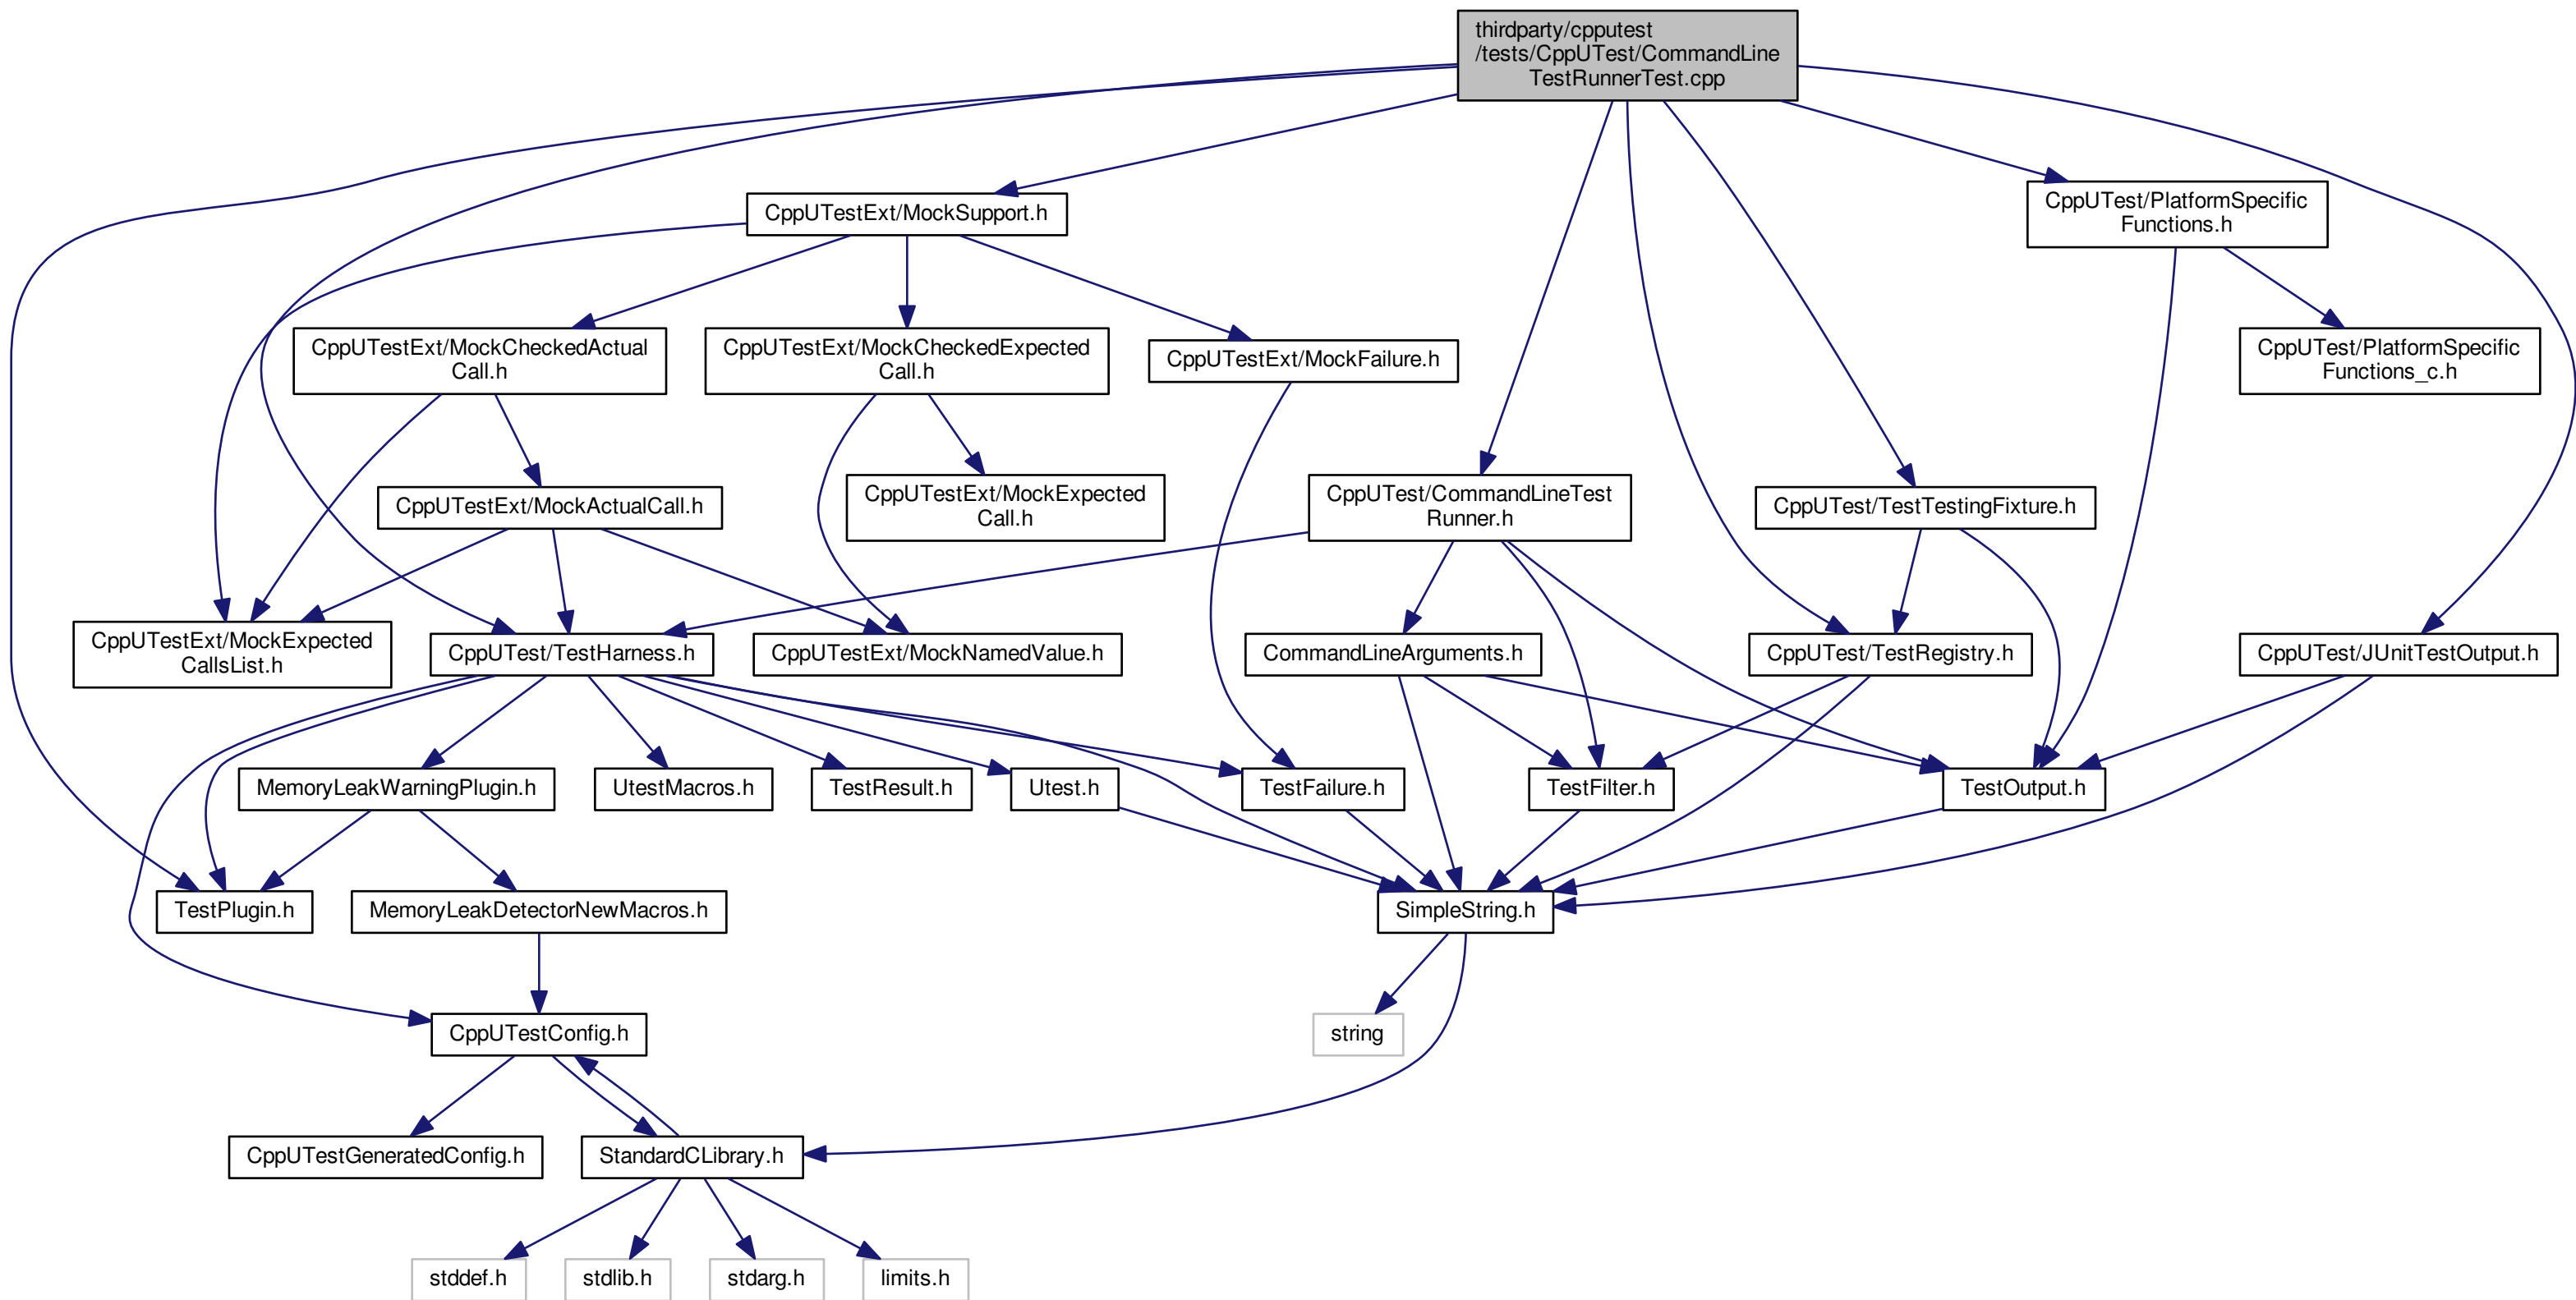 thirdparty/cpputest
/tests/CppUTest/CommandLine
TestRunnerTest.cpp
CppUTestExt/MockSupport.h
CppUTest/PlatformSpecific
Functions.h
CppUTestExt/MockCheckedActual
Call.h
CppUTestExt/MockCheckedExpected
Call.h
CppUTestExt/MockFailure.h
CppUTest/PlatformSpecific
Functions_c.h
CppUTestExt/MockActualCall.h
CppUTestExt/MockExpected
Call.h
CppUTest/CommandLineTest
Runner.h
CppUTest/TestTestingFixture.h
CppUTestExt/MockExpected
CallsList.h
CppUTest/TestHarness.h
CppUTestExt/MockNamedValue.h
CommandLineArguments.h
CppUTest/TestRegistry.h
CppUTest/JUnitTestOutput.h
MemoryLeakWarningPlugin.h
UtestMacros.h
TestResult.h
Utest.h
TestFailure.h
TestFilter.h
TestOutput.h
TestPlugin.h
MemoryLeakDetectorNewMacros.h
SimpleString.h
CppUTestConfig.h
string
CppUTestGeneratedConfig.h
StandardCLibrary.h
stddef.h
stdlib.h
stdarg.h
limits.h